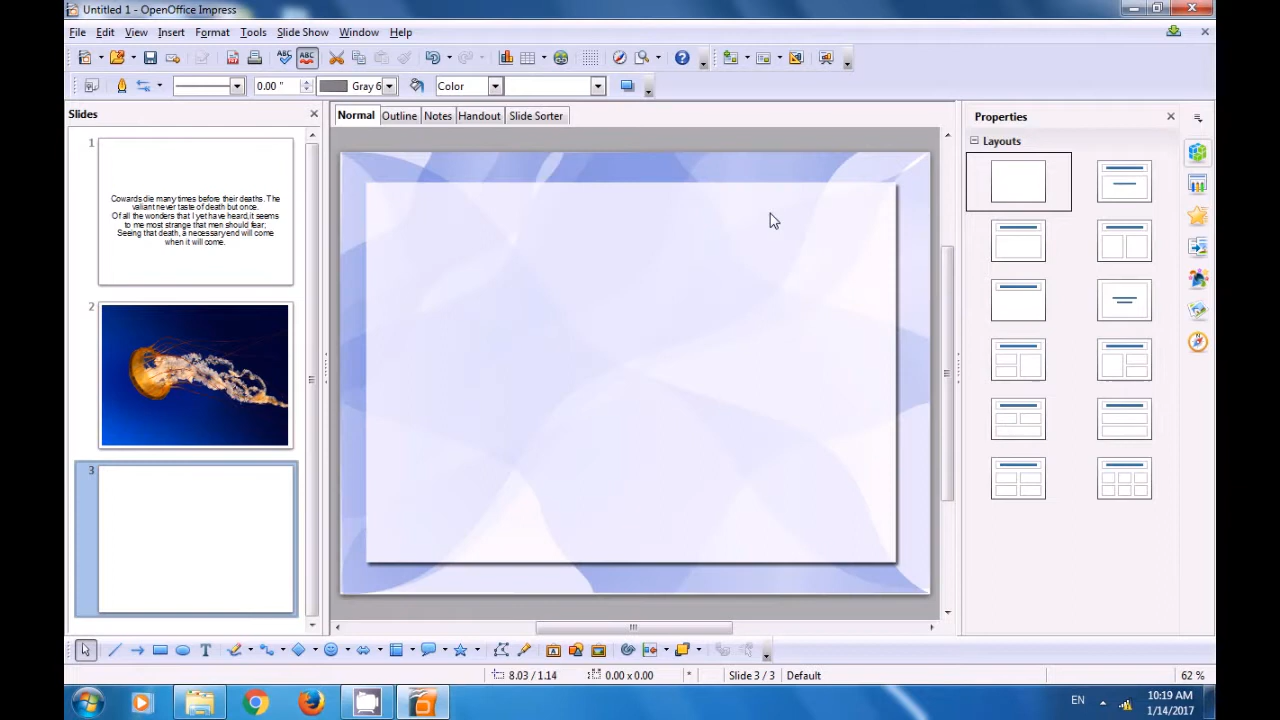 Untitled 1 - OpenOffice Impress
File Edit View Insert Format Tools Slide Show Window Help
0.00 " Gray 6 Color
Slides
Normal Outline Notes Handout Slide Sorter
Properties
Layouts
1
Cowards die many times before their deaths. The
valiant never taste of death but once.
Of all the wonders that I yet have heard,it seems
to me most strange that men should fear;
Seeing that death, a necessaryend will come
when it will come.
2
3
8.03 / 1.14 0.00 x 0.00 * Slide 3 / 3 Default 62 %
EN 10:19 AM
1/14/2017